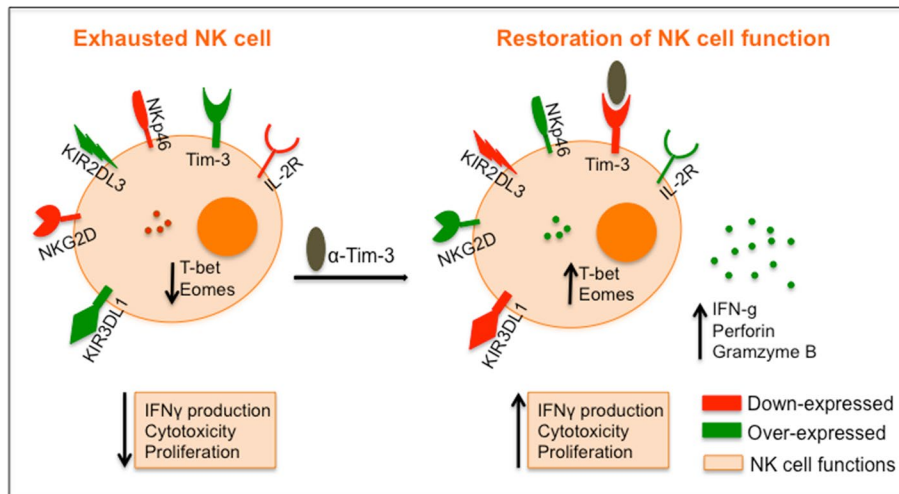 Exhausted NK cell
KIR2DL3
NKp46
Tim-3
IL-2R
NKG2D
T-bet
Eomes
KIR3DL1
IFNγ production
Cytotoxicity
Proliferation
α-Tim-3
Restoration of NK cell function
KIR2DL3
NKp46
Tim-3
IL-2R
NKG2D
T-bet
Eomes
KIR3DL1
IFN-g
Perforin
Gramzyme B
IFNγ production
Cytotoxicity
Proliferation
Down-expressed
Over-expressed
NK cell functions